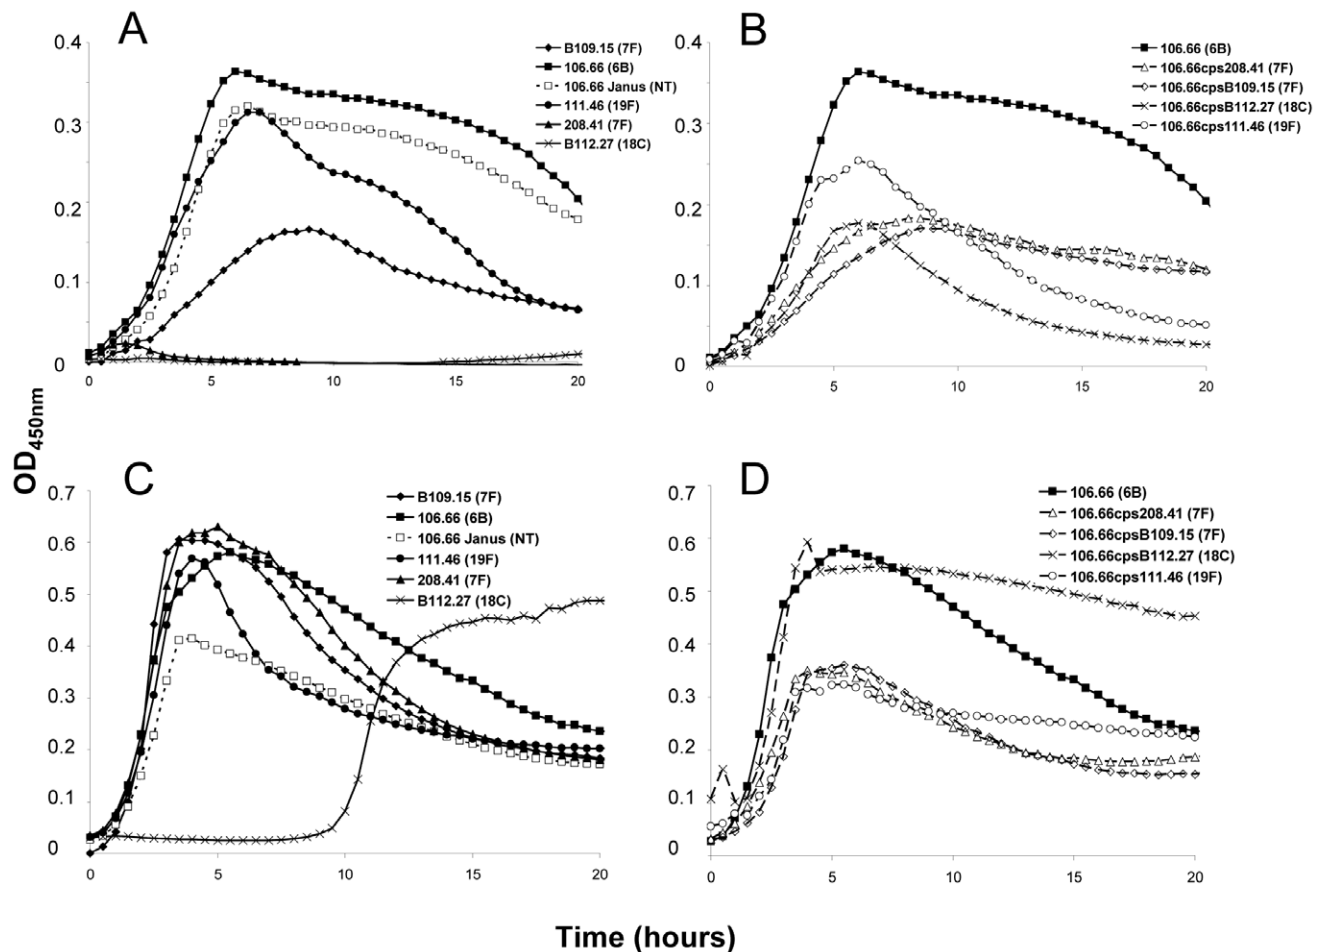 A
B109.15 (7F)
106.66 (6B)
106.66 Janus (NT)
111.46 (19F)
208.41 (7F)
B112.27 (18C)
0.4
0.3
0.2
0.1
0
0 5 10 15 20
B
106.66 (6B)
106.66cps208.41 (7F)
106.66cpsB109.15 (7F)
106.66cpsB112.27 (18C)
106.66cps111.46 (19F)
0.4
0.3
0.2
0.1
0
0 5 10 15 20
OD450nm
C
B109.15 (7F)
106.66 (6B)
106.66 Janus (NT)
111.46 (19F)
208.41 (7F)
B112.27 (18C)
0.7
0.6
0.5
0.4
0.3
0.2
0.1
0
0 5 10 15 20
D
106.66 (6B)
106.66cps208.41 (7F)
106.66cpsB109.15 (7F)
106.66cpsB112.27 (18C)
106.66cps111.46 (19F)
0.7
0.6
0.5
0.4
0.3
0.2
0.1
0
0 5 10 15 20
Time (hours)